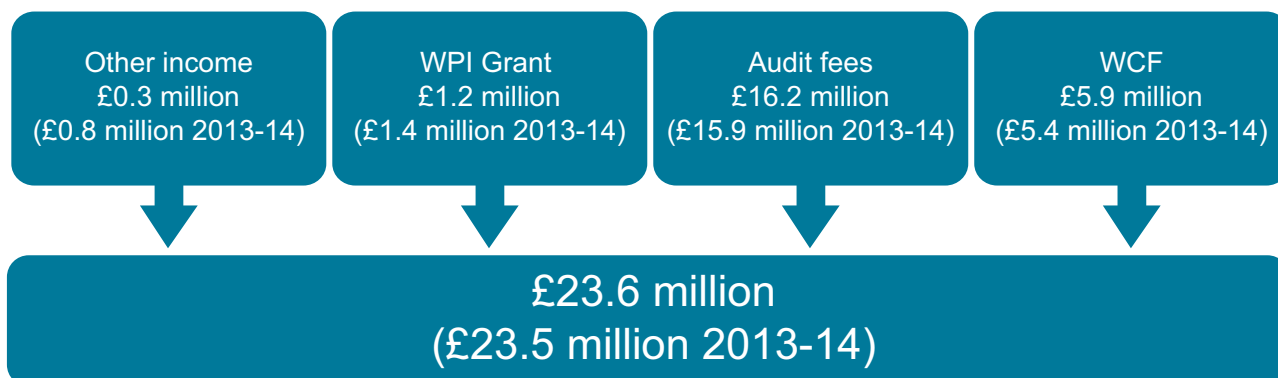 Other income
£0.3 million
(£0.8 million 2013-14)
WPI Grant
£1.2 million
(£1.4 million 2013-14)
Audit fees
£16.2 million
(£15.9 million 2013-14)
WCF
£5.9 million
(£5.4 million 2013-14)
£23.6 million
(£23.5 million 2013-14)